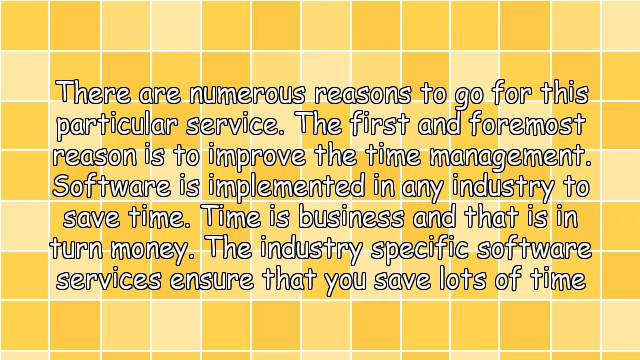 There are numerous reasons to go for this
particular service. The first and foremost
reason is to improve the time management.
Software is implemented in any industry to
save time. Time is business and that is in
turn money. The industry specific software
services ensure that you save lots of time